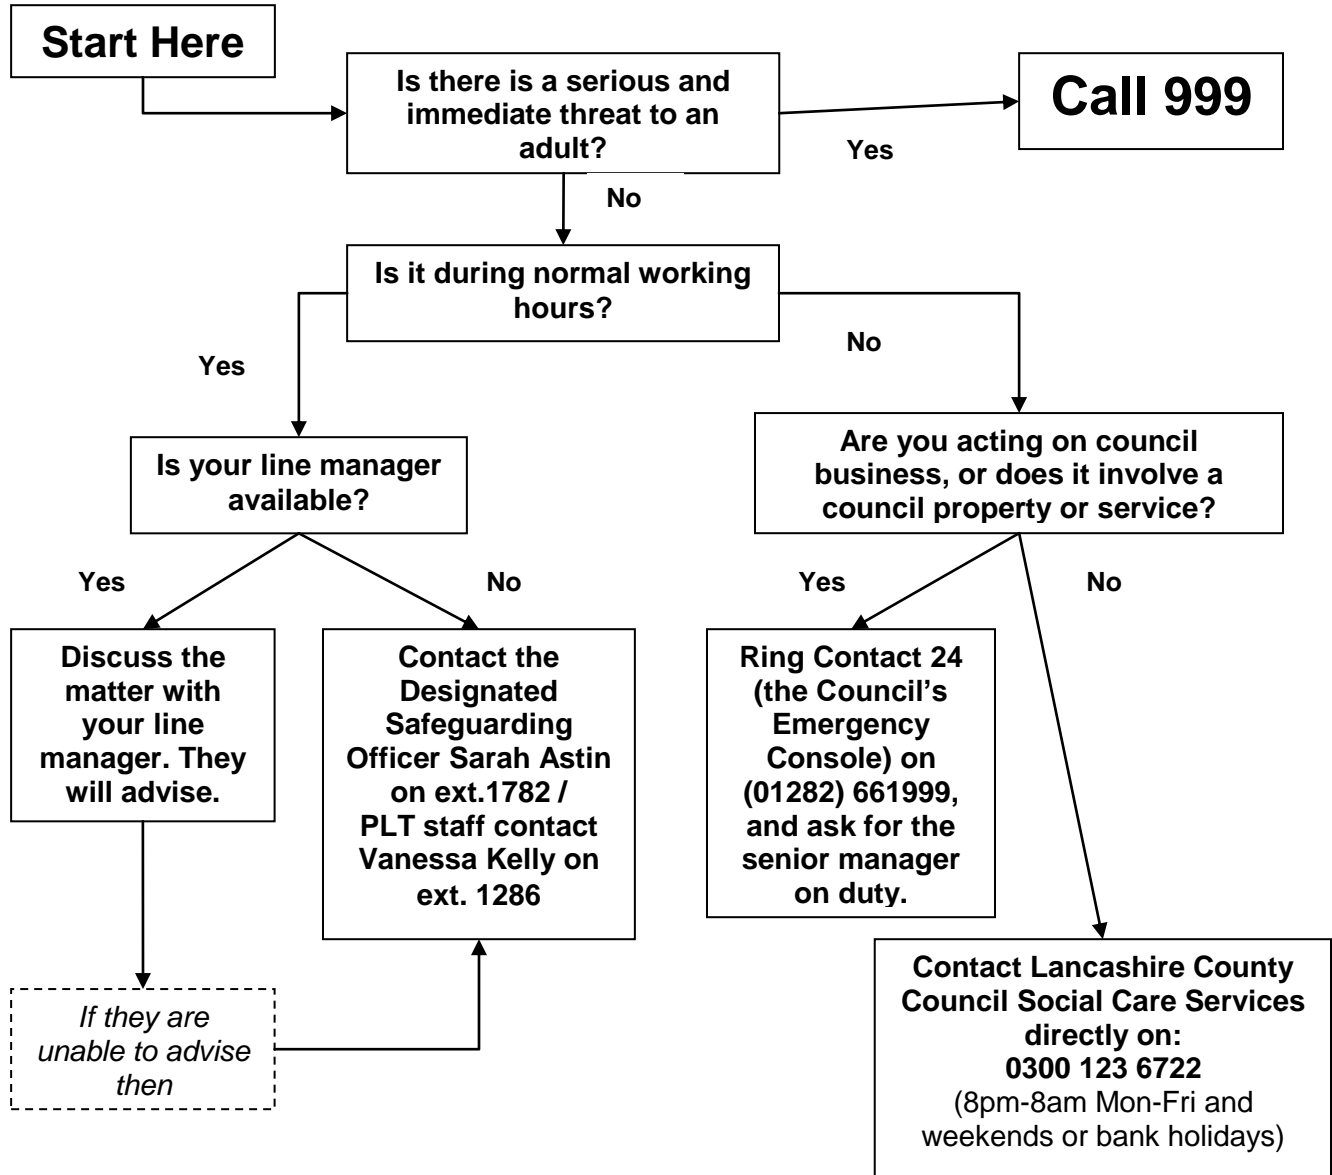 Start Here
Is there is a serious and
immediate threat to an
adult?
Call 999
Yes
No
Is it during normal working
hours?
Yes
No
Is your line manager
available?
Are you acting on council
business, or does it involve a
council property or service?
Yes
No
Yes
No
Discuss the
matter with
your line
manager. They
will advise.
Contact the
Designated
Safeguarding
Officer Sarah Astin
on ext.1782 /
PLT staff contact
Vanessa Kelly on
ext. 1286
Ring Contact 24
(the Council’s
Emergency
Console) on
(01282) 661999,
and ask for the
senior manager
on duty.
If they are
unable to advise
then
Contact Lancashire County
Council Social Care Services
directly on:
0300 123 6722
(8pm-8am Mon-Fri and
weekends or bank holidays)